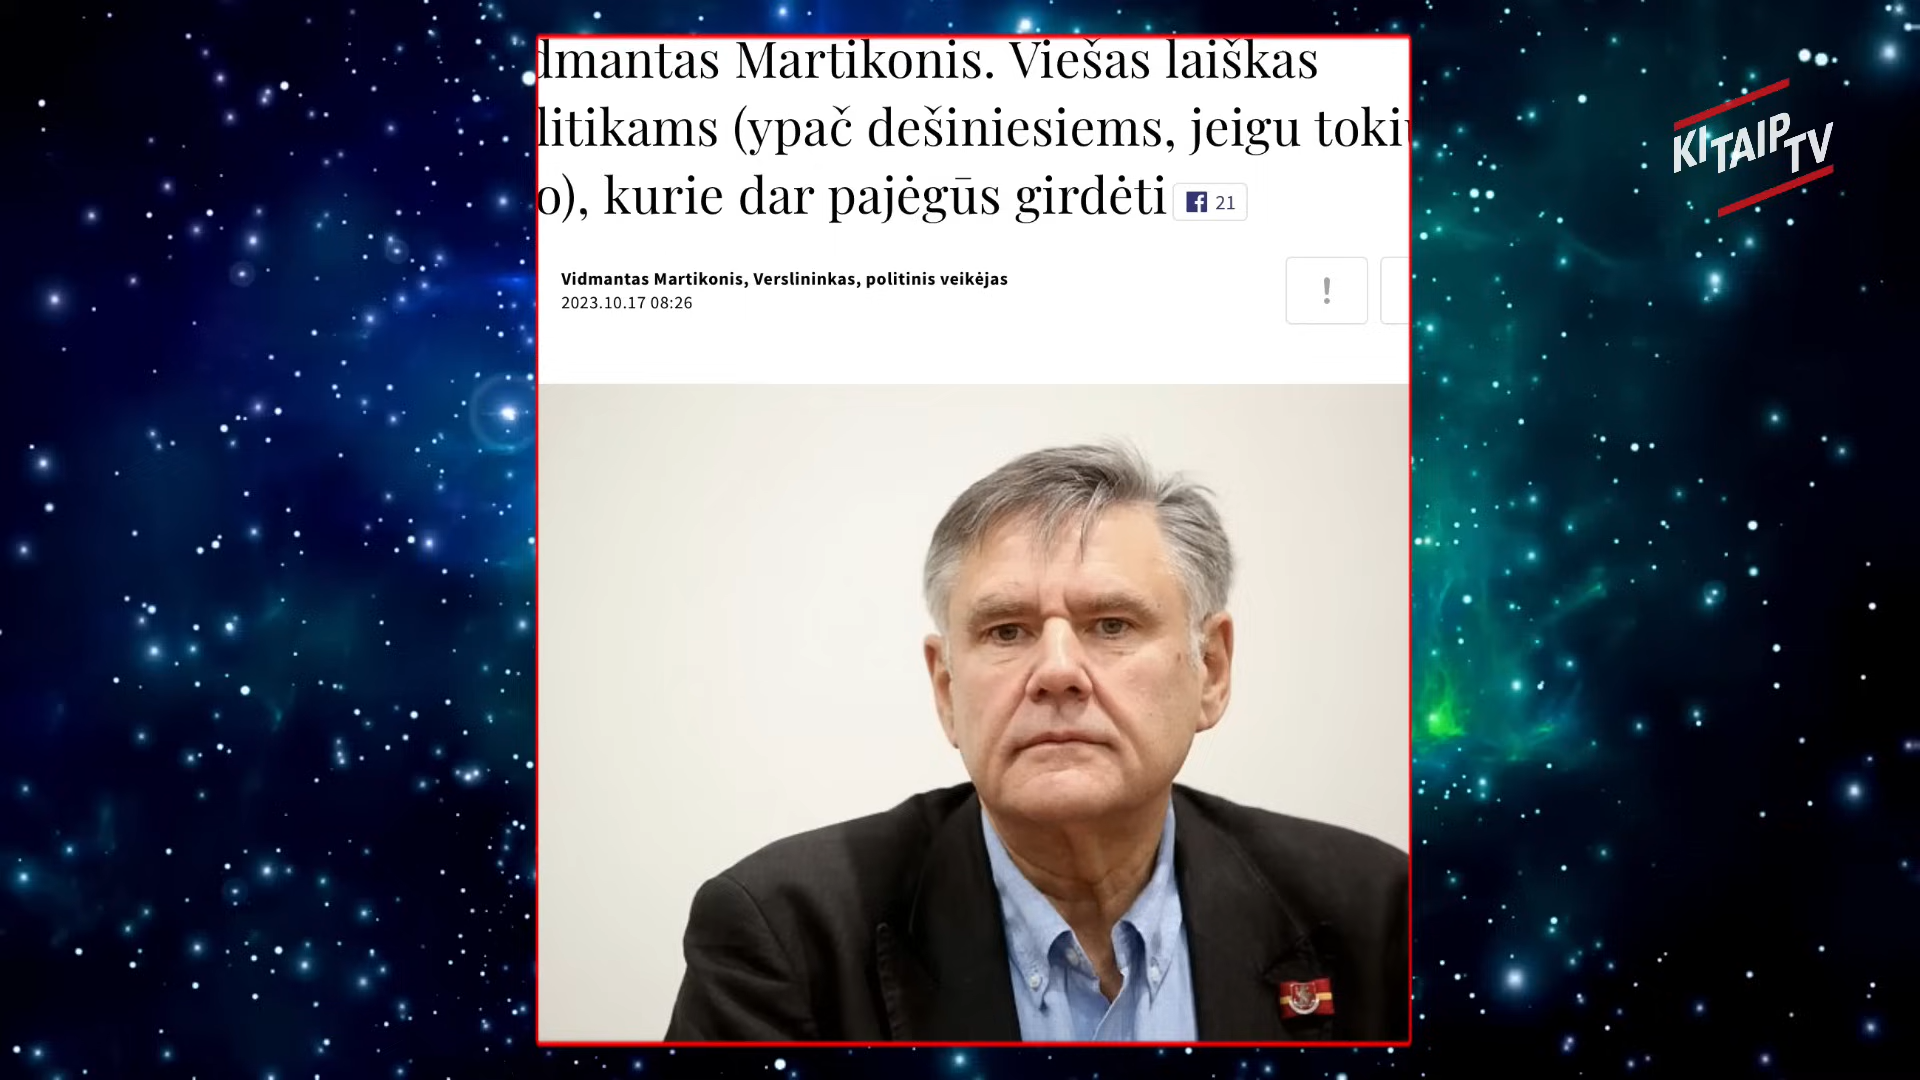 dmantas Martikonis. Viešas laiškas
litikams (ypač dešiniesiems, jeigu toki
o), kurie dar pajėgūs girdėti
21
Vidmantas Martikonis, Verslininkas, politinis veikėjas
2023.10.17 08:26
!
KITAIP TV